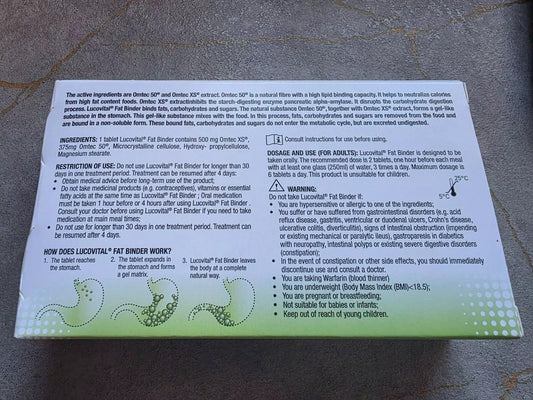 The active ingredients are Omtec 50® and Omtec XS® extract. Omtec 50® is a natural fibre with a high lipid binding capacity. It helps to neutralize calories
from high fat content foods. Omtec XS® extractinhibits the starch-digesting enzyme pancreatic alpha-amylase. It disrupts the carbohydrate digestion
process. Lucovital® Fat Binder binds fats, carbohydrates and sugars. The natural substance Omtec 50®, together with Omtec XS® extract, forms a gel-like
substance in the stomach. This gel-like substance mixes with the food. In this process, fats, carbohydrates and sugars are removed from the food and
are bound in a non-soluble form. These bound fats, carbohydrates and sugars do not enter the metabolic cycle, but are excreted undigested.
INGREDIENTS: 1 tablet Lucovital® Fat Binder contains 500 mg Omtec XS®,
375mg Omtec 50®, Microcrystalline cellulose, Hydroxy- propylcellulose,
Magnesium stearate.
RESTRICTION OF USE: Do not use Lucovital® Fat Binder for longer than 30
days in one treatment period. Treatment can be resumed after 4 days:
• Obtain medical advice before long-term use of the product;
• Do not take medicinal products (e.g. contraceptives), vitamins or essential
fatty acids at the same time as Lucovital® Fat Binder ; Oral medication
must be taken 1 hour before or 4 hours after using Lucovital® Fat Binder .
Consult your doctor before using Lucovital® Fat Binder if you need to take
medication at main meal times;
• Do not use for longer than 30 days in one treatment period. Treatment can
be resumed after 4 days.
HOW DOES LUCOVITAL® FAT BINDER WORK?
1. The tablet reaches
the stomach.
2. The tablet expands in
the stomach and forms
a gel matrix.
3. Lucovital® Fat Binder leaves
the body at a complete
natural way.
Consult instructions for use before using.
DOSAGE AND USE (FOR ADULTS): Lucovital® Fat Binder is designed to be
taken orally. The recommended dose is 2 tablets, one hour before each meal
with at least one glass (250ml) of water, 3 times a day. Maximum dosage is
6 tablets a day. This product is unsuitable for children.
25°C
5°C
WARNING:
Do not take Lucovital® Fat Binder if:
• You are hypersensitive or allergic to one of the ingredients;
• You suffer or have suffered from gastrointestinal disorders (e.g, acid
reflux disease, gastritis, ventricular or duodenal ulcers, Crohn's disease,
ulcerative colitis, diverticulitis), signs of intestinal obstruction (impending
or existing mechanical or paralytic ileus), gastroparesis in diabetics
with neuropathy, intestinal polyps or existing severe digestive disorders
(constipation);
• In the event of constipation or other side effects, you should immediately
discontinue use and consult a doctor.
• You are taking Warfarin (blood thinner)
• You are underweight (Body Mass Index (BMI)<18.5);
• You are pregnant or breastfeeding;
• Not suitable for babies or infants;
• Keep out of reach of young children.